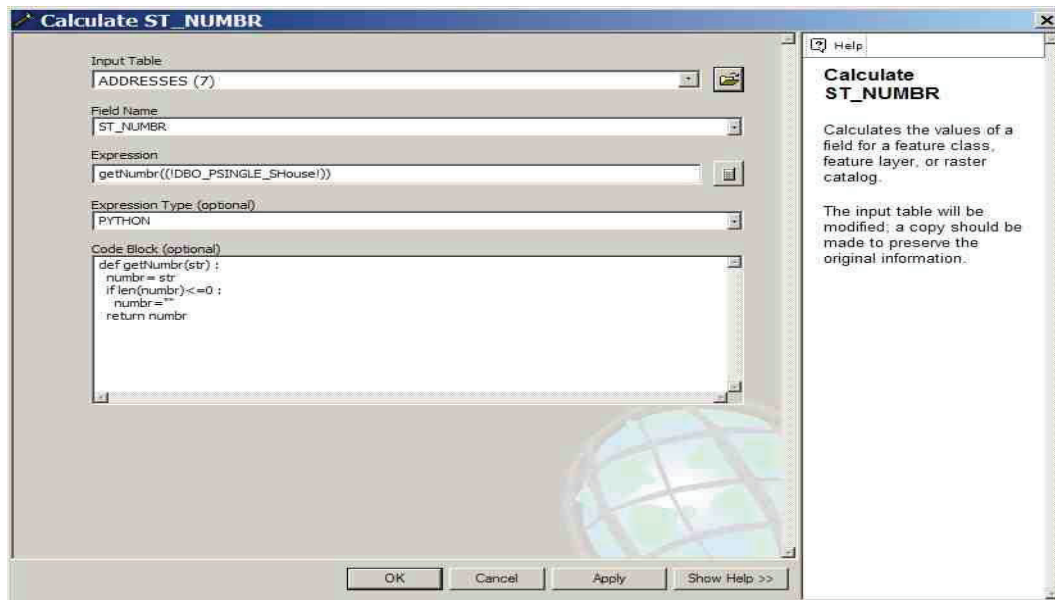 Calculate ST_NUMBR
Input Table
ADDRESSES (7)
Field Name
ST_NUMBR
Expression
getNumbr((!DBO_PSINGLE_SHouse!))
Expression Type (optional)
PYTHON
Code Block (optional)
def getNumbr(str) :
numbr= str
if len(numbr)<=0 :
numbr=""
return numbr
OK
Cancel
Apply
Show Help >>
Help
Calculate
ST_NUMBR
Calculates the values of a
field for a feature class,
feature layer, or raster
catalog.
The input table will be
modified; a copy should be
made to preserve the
original information.